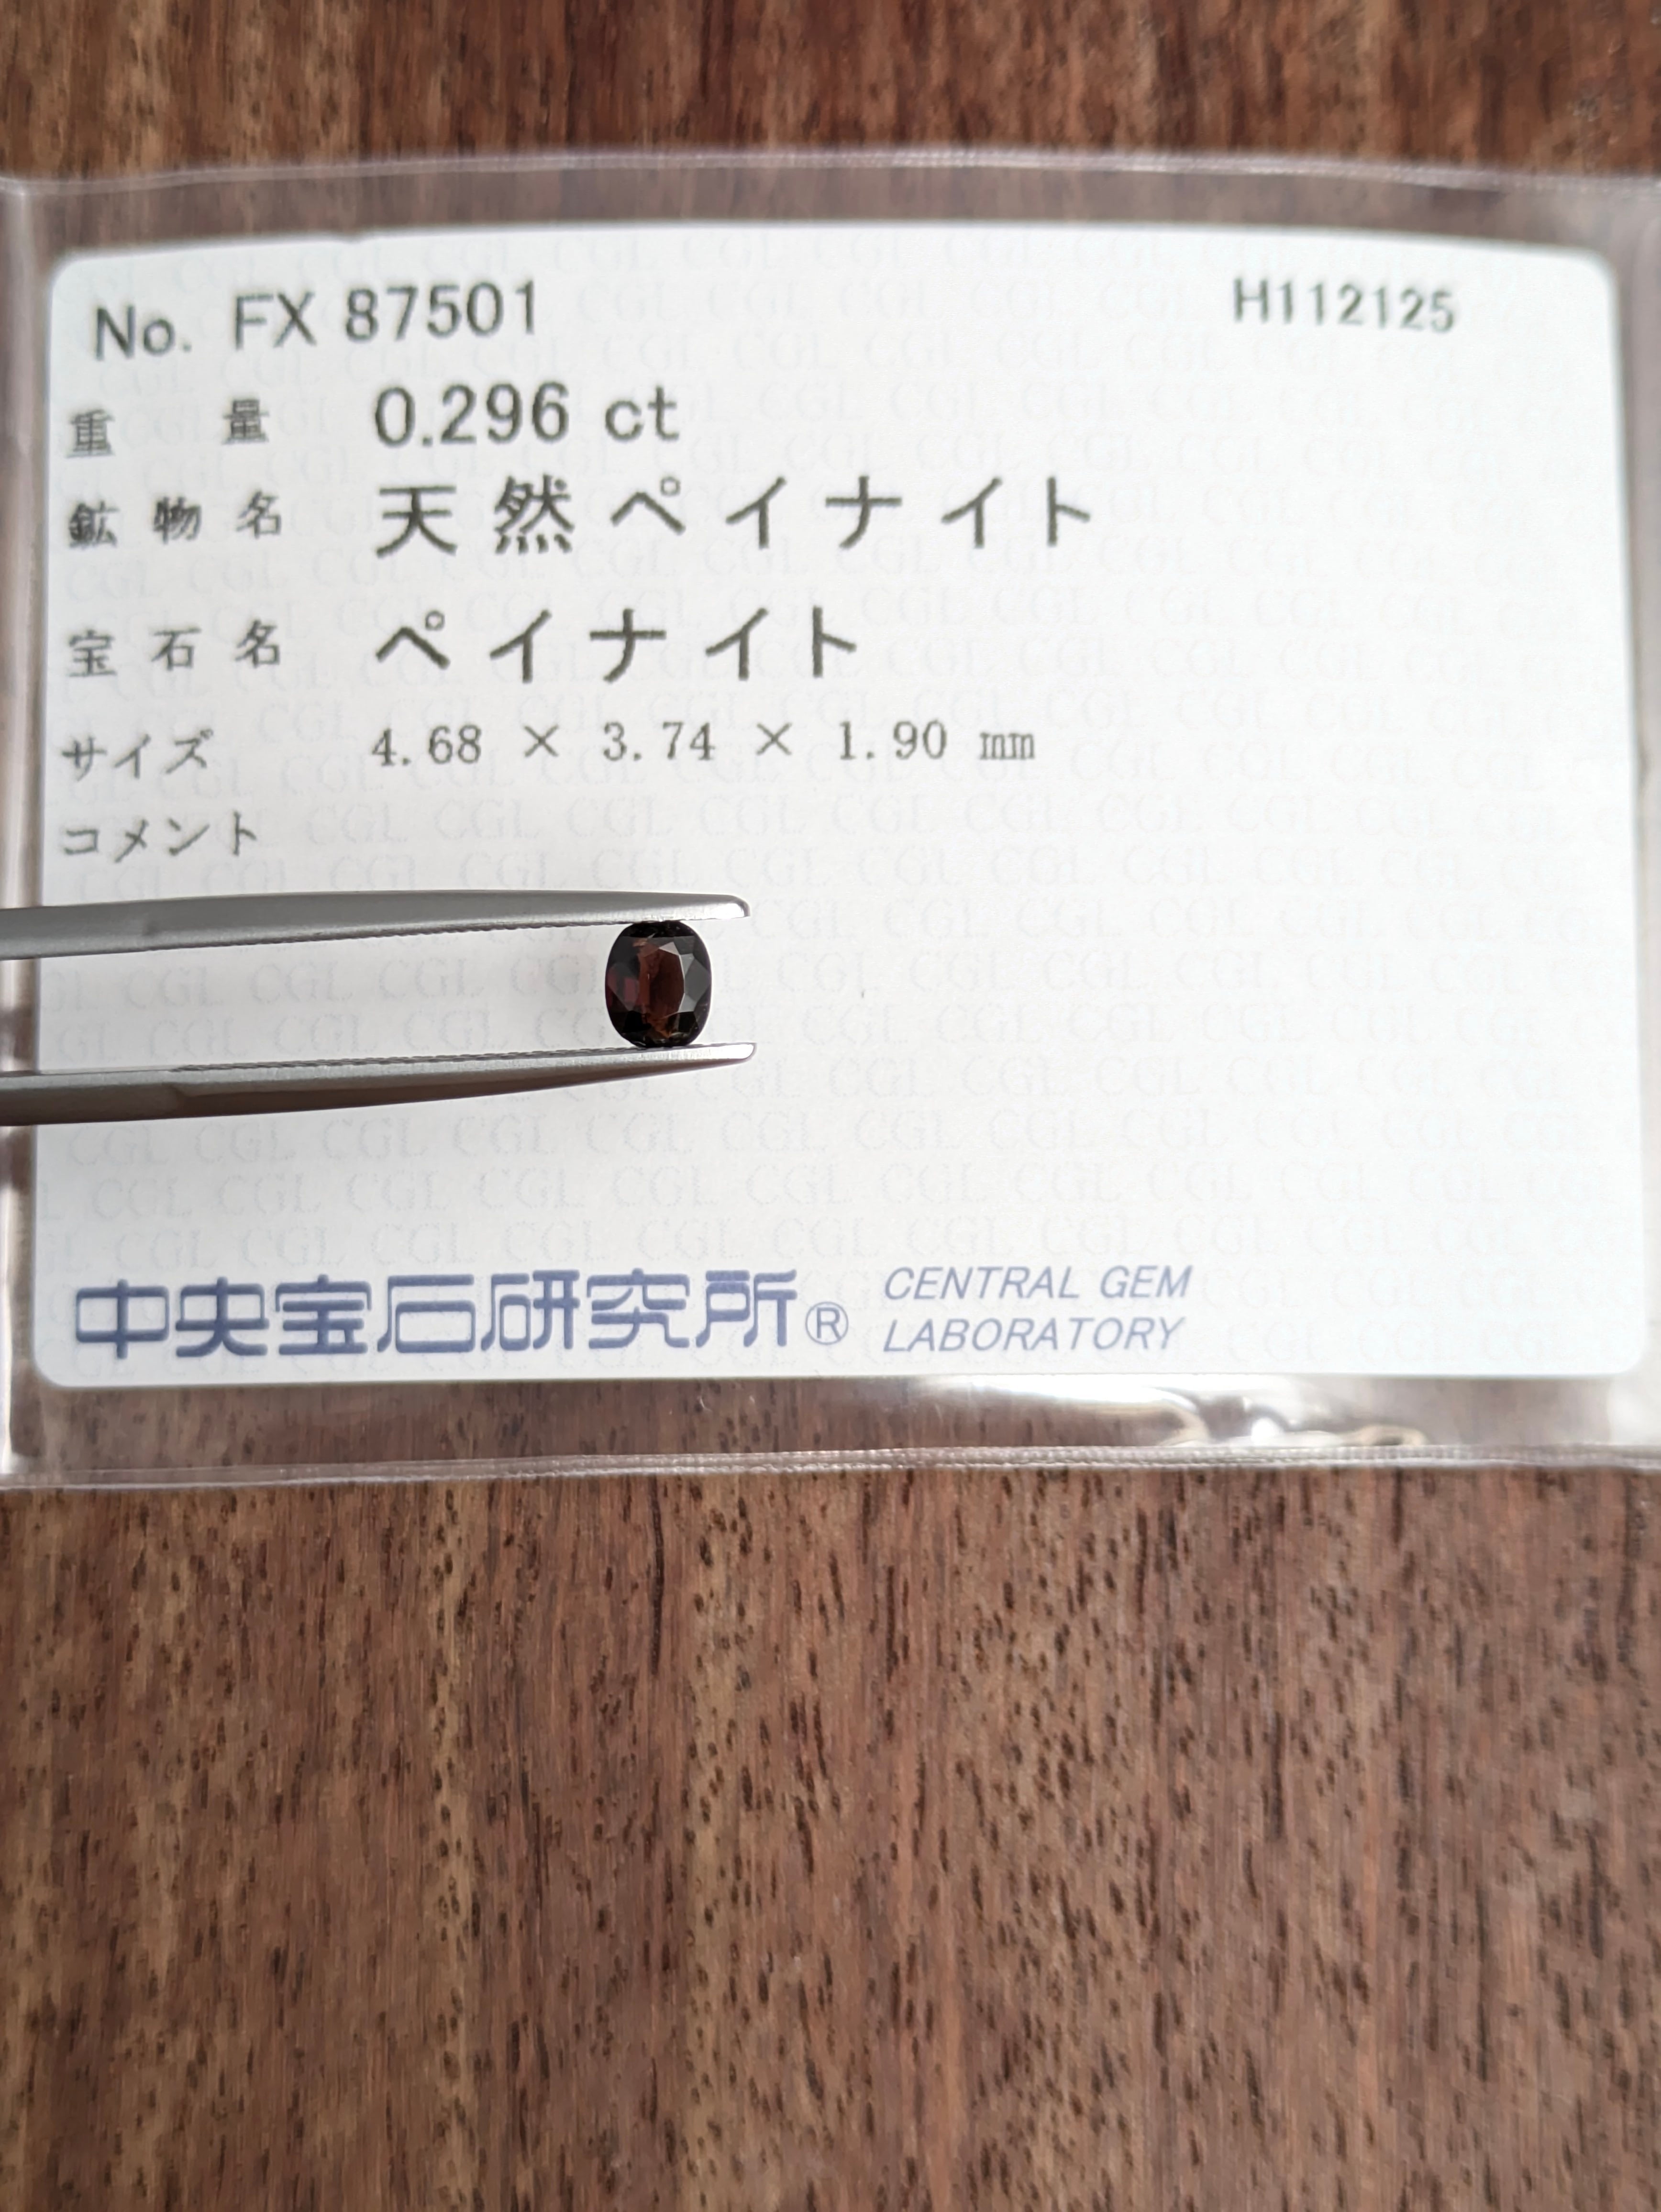 No. FX 87501 H112125
重量 0.296 ct
鉱物名 天然ペイナイト
宝石名 ペイナイト
サイズ 4.68 × 3.74 × 1.90 mm
コメント
中央宝石研究所® CENTRAL GEM
LABORATORY